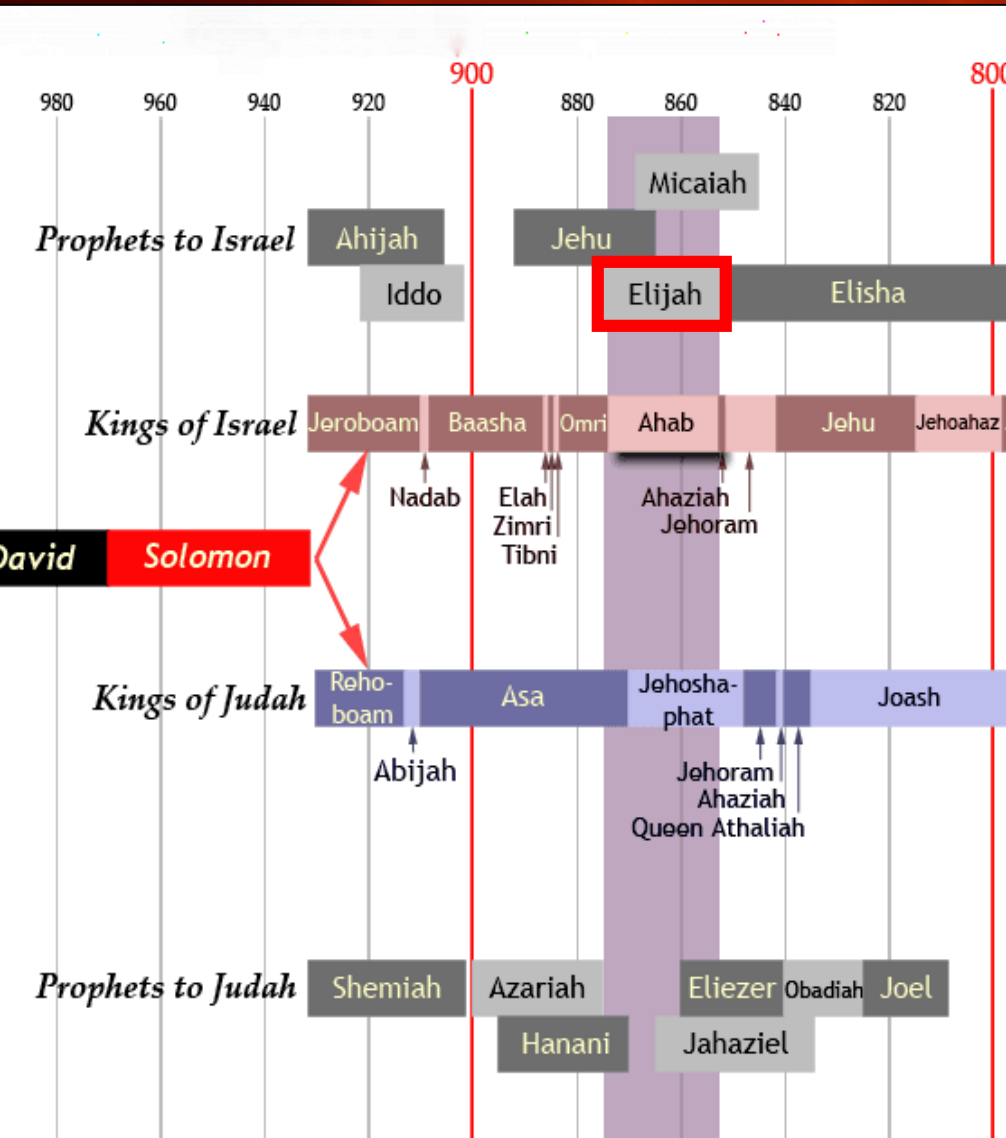 900
800
980 960 940 920 880 860 840 820
Micaiah
Prophets to Israel Ahijah Jehu
Iddo Elijah Elisha
Kings of Israel Jeroboam Baasha Omri Ahab Jehu Jehoahaz
Nadab Elah Ahaziah
Zimri Jehoram
Tibni
David Solomon
Kings of Judah Reho- Asa Jehosha- Joash
boam phat
Abijah Jehoram
Ahaziah
Queen Athaliah
Prophets to Judah Shemiah Azariah Eliezer Obadiah Joel
Hanani Jahaziel